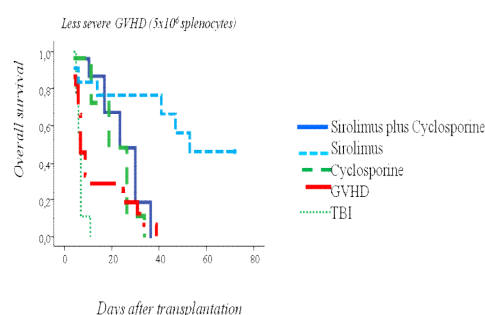 Less severe GVHD (5x10⁶ splenocytes)
Overall survival
1,0
0,8
0,6
0,4
0,2
0,0
0 20 40 60 80
Days after transplantation
Sirolimus plus Cyclosporine
Sirolimus
Cyclosporine
GVHD
TBI